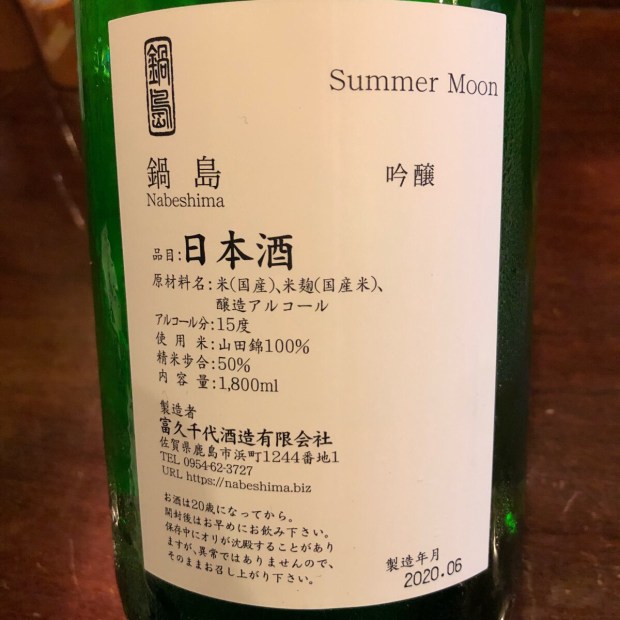 鍋島
Summer Moon
鍋島
吟醸
Nabeshima
品目:日本酒
原材料名:米(国産)、米麹(国産米)、
醸造アルコール
アルコール分:15度
使用米:山田錦100%
精米歩合:50%
内容量:1,800ml
製造者
富久千代酒造有限会社
佐賀県鹿島市浜町1244番地1
TEL 0954-62-3727
URL https://nabeshima.biz
お酒は20歳になってから。
開封後はお早めにお飲み下さい。
保存中にオリが沈殿することがあり
ますが、異常ではありませんので、
そのままお召し上がり下さい。
製造年月
2020.06